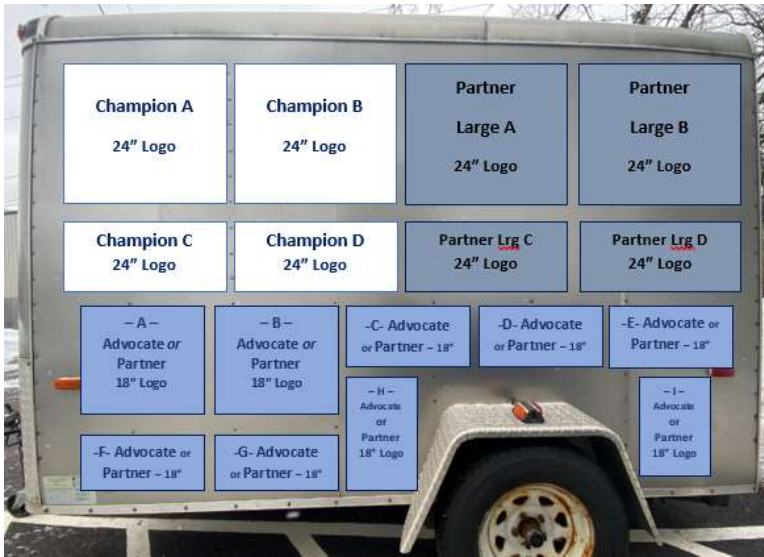 Champion A
24" Logo
Champion B
24" Logo
Partner
Large A
24" Logo
Partner
Large B
24" Logo
Champion C
24" Logo
Champion D
24" Logo
Partner Lrg C
24" Logo
Partner Lrg D
24" Logo
– A –
Advocate or
Partner
18" Logo
– B –
Advocate or
Partner
18" Logo
-C- Advocate
or Partner – 18"
-D- Advocate
or Partner – 18"
-E- Advocate or
Partner – 18"
-F- Advocate or
Partner – 18"
-G- Advocate
or Partner – 18"
– H –
Advocate
or
Partner
18" Logo
– I –
Advocate
or
Partner
18" Logo